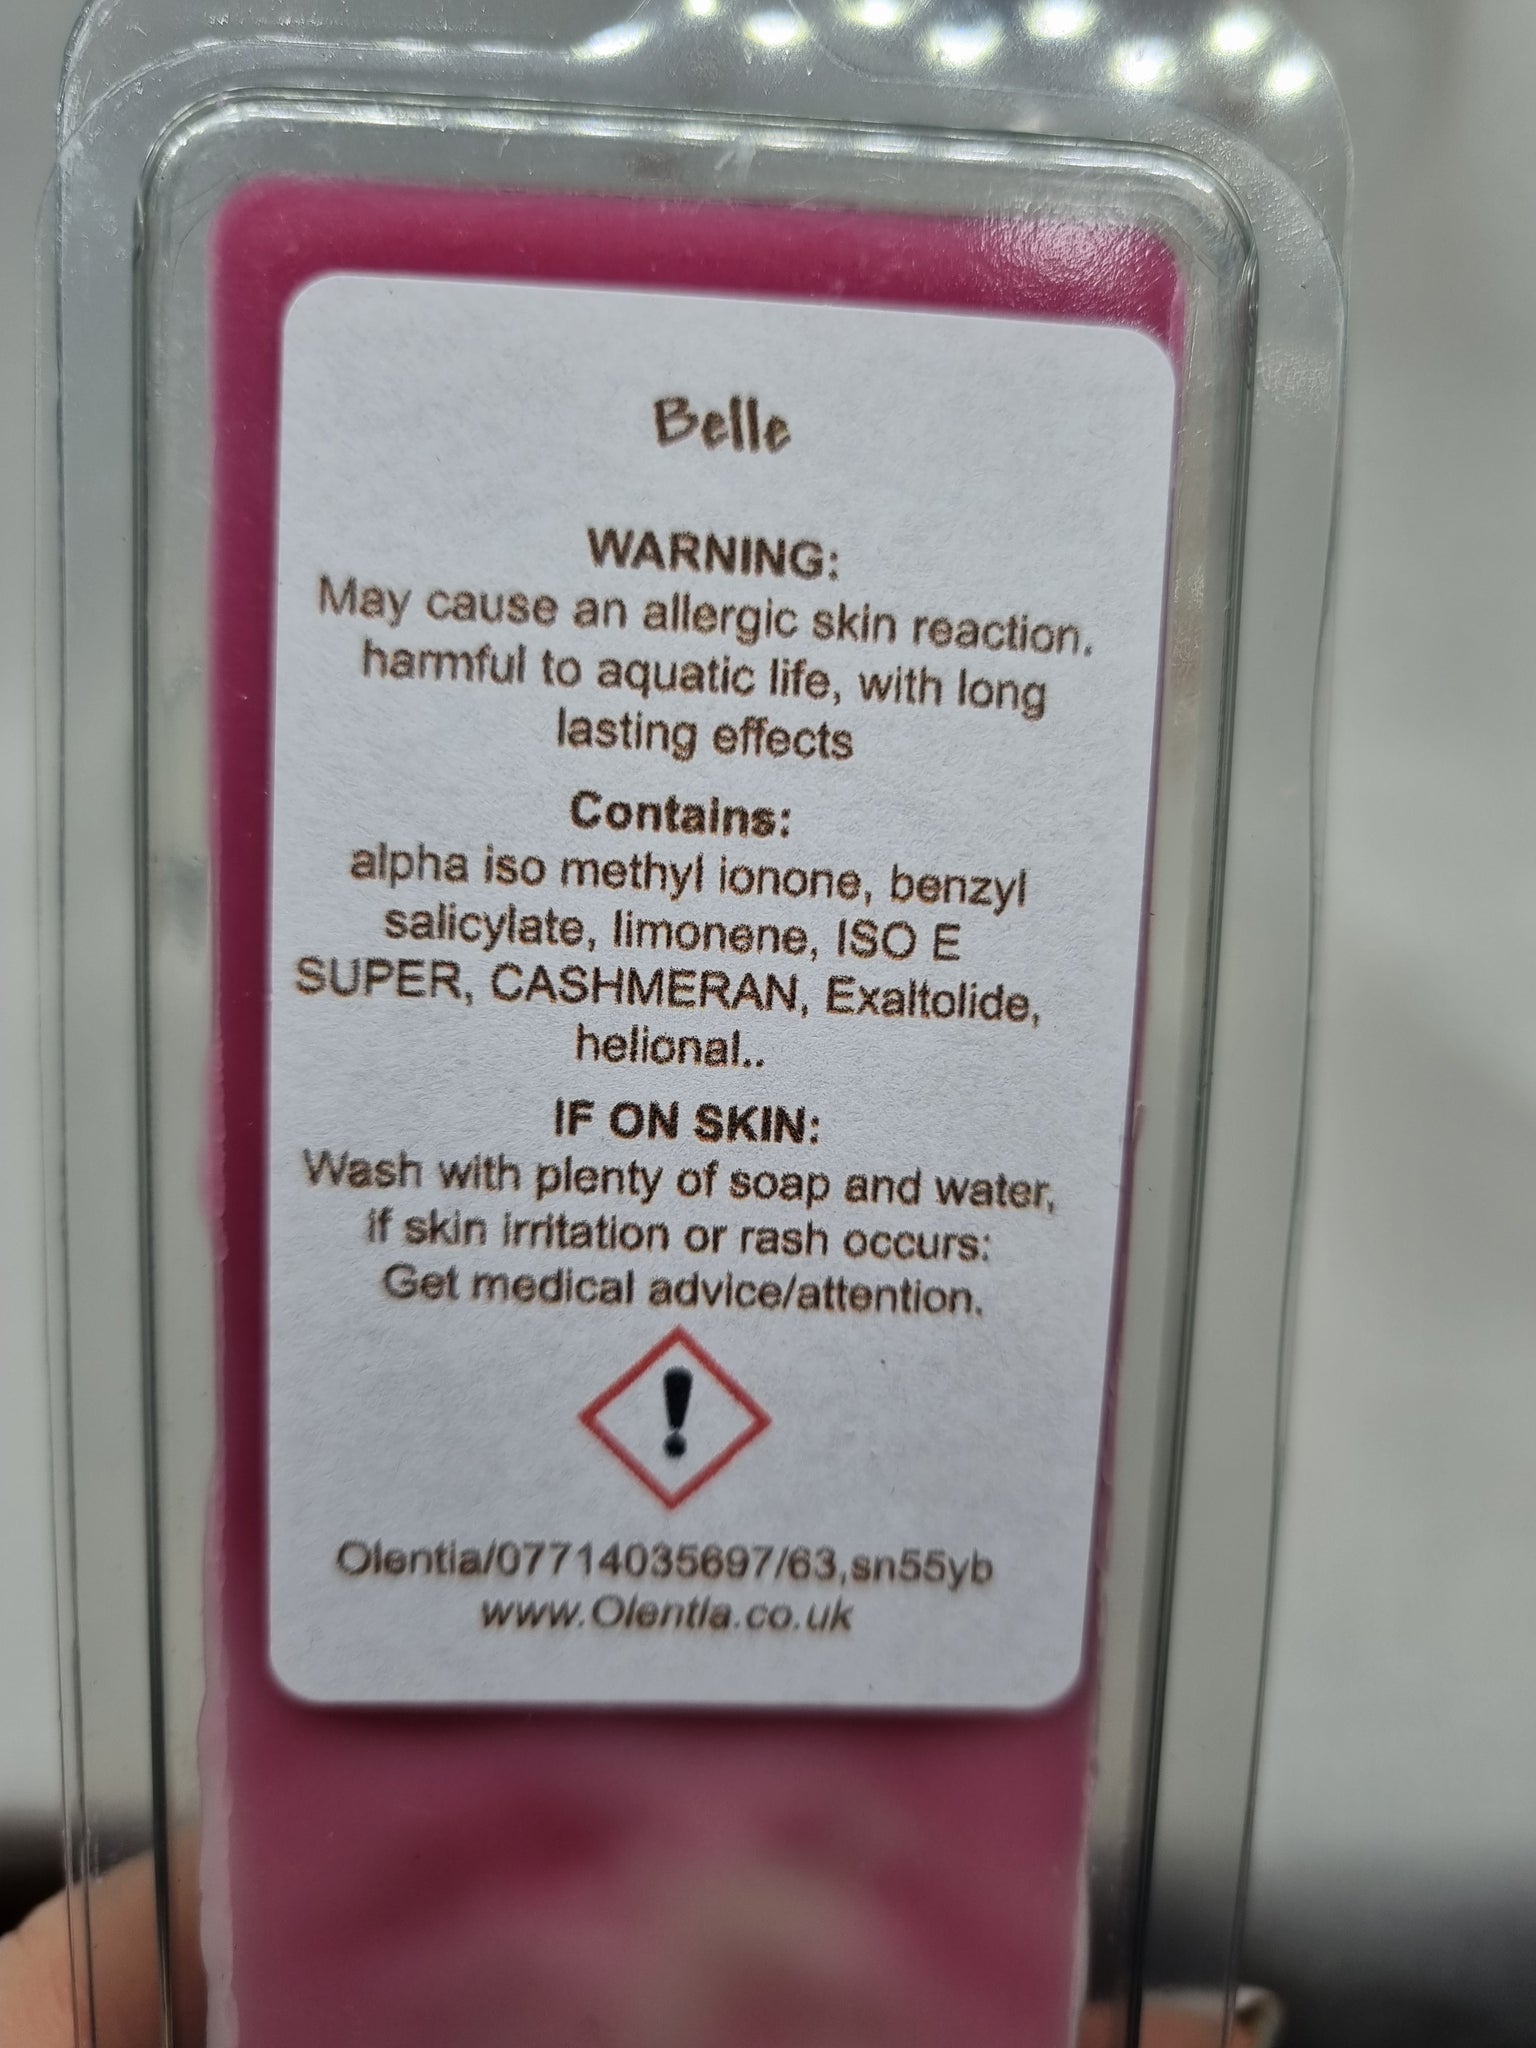 Belle
WARNING:
May cause an allergic skin reaction.
harmful to aquatic life, with long
lasting effects
Contains:
alpha iso methyl ionone, benzyl
salicylate, limonene, ISO E
SUPER, CASHMERAN, Exaltolide,
helional..
IF ON SKIN:
Wash with plenty of soap and water,
if skin irritation or rash occurs:
Get medical advice/attention.
Olentia/07714035697/63,sn55yb
www.Olentia.co.uk